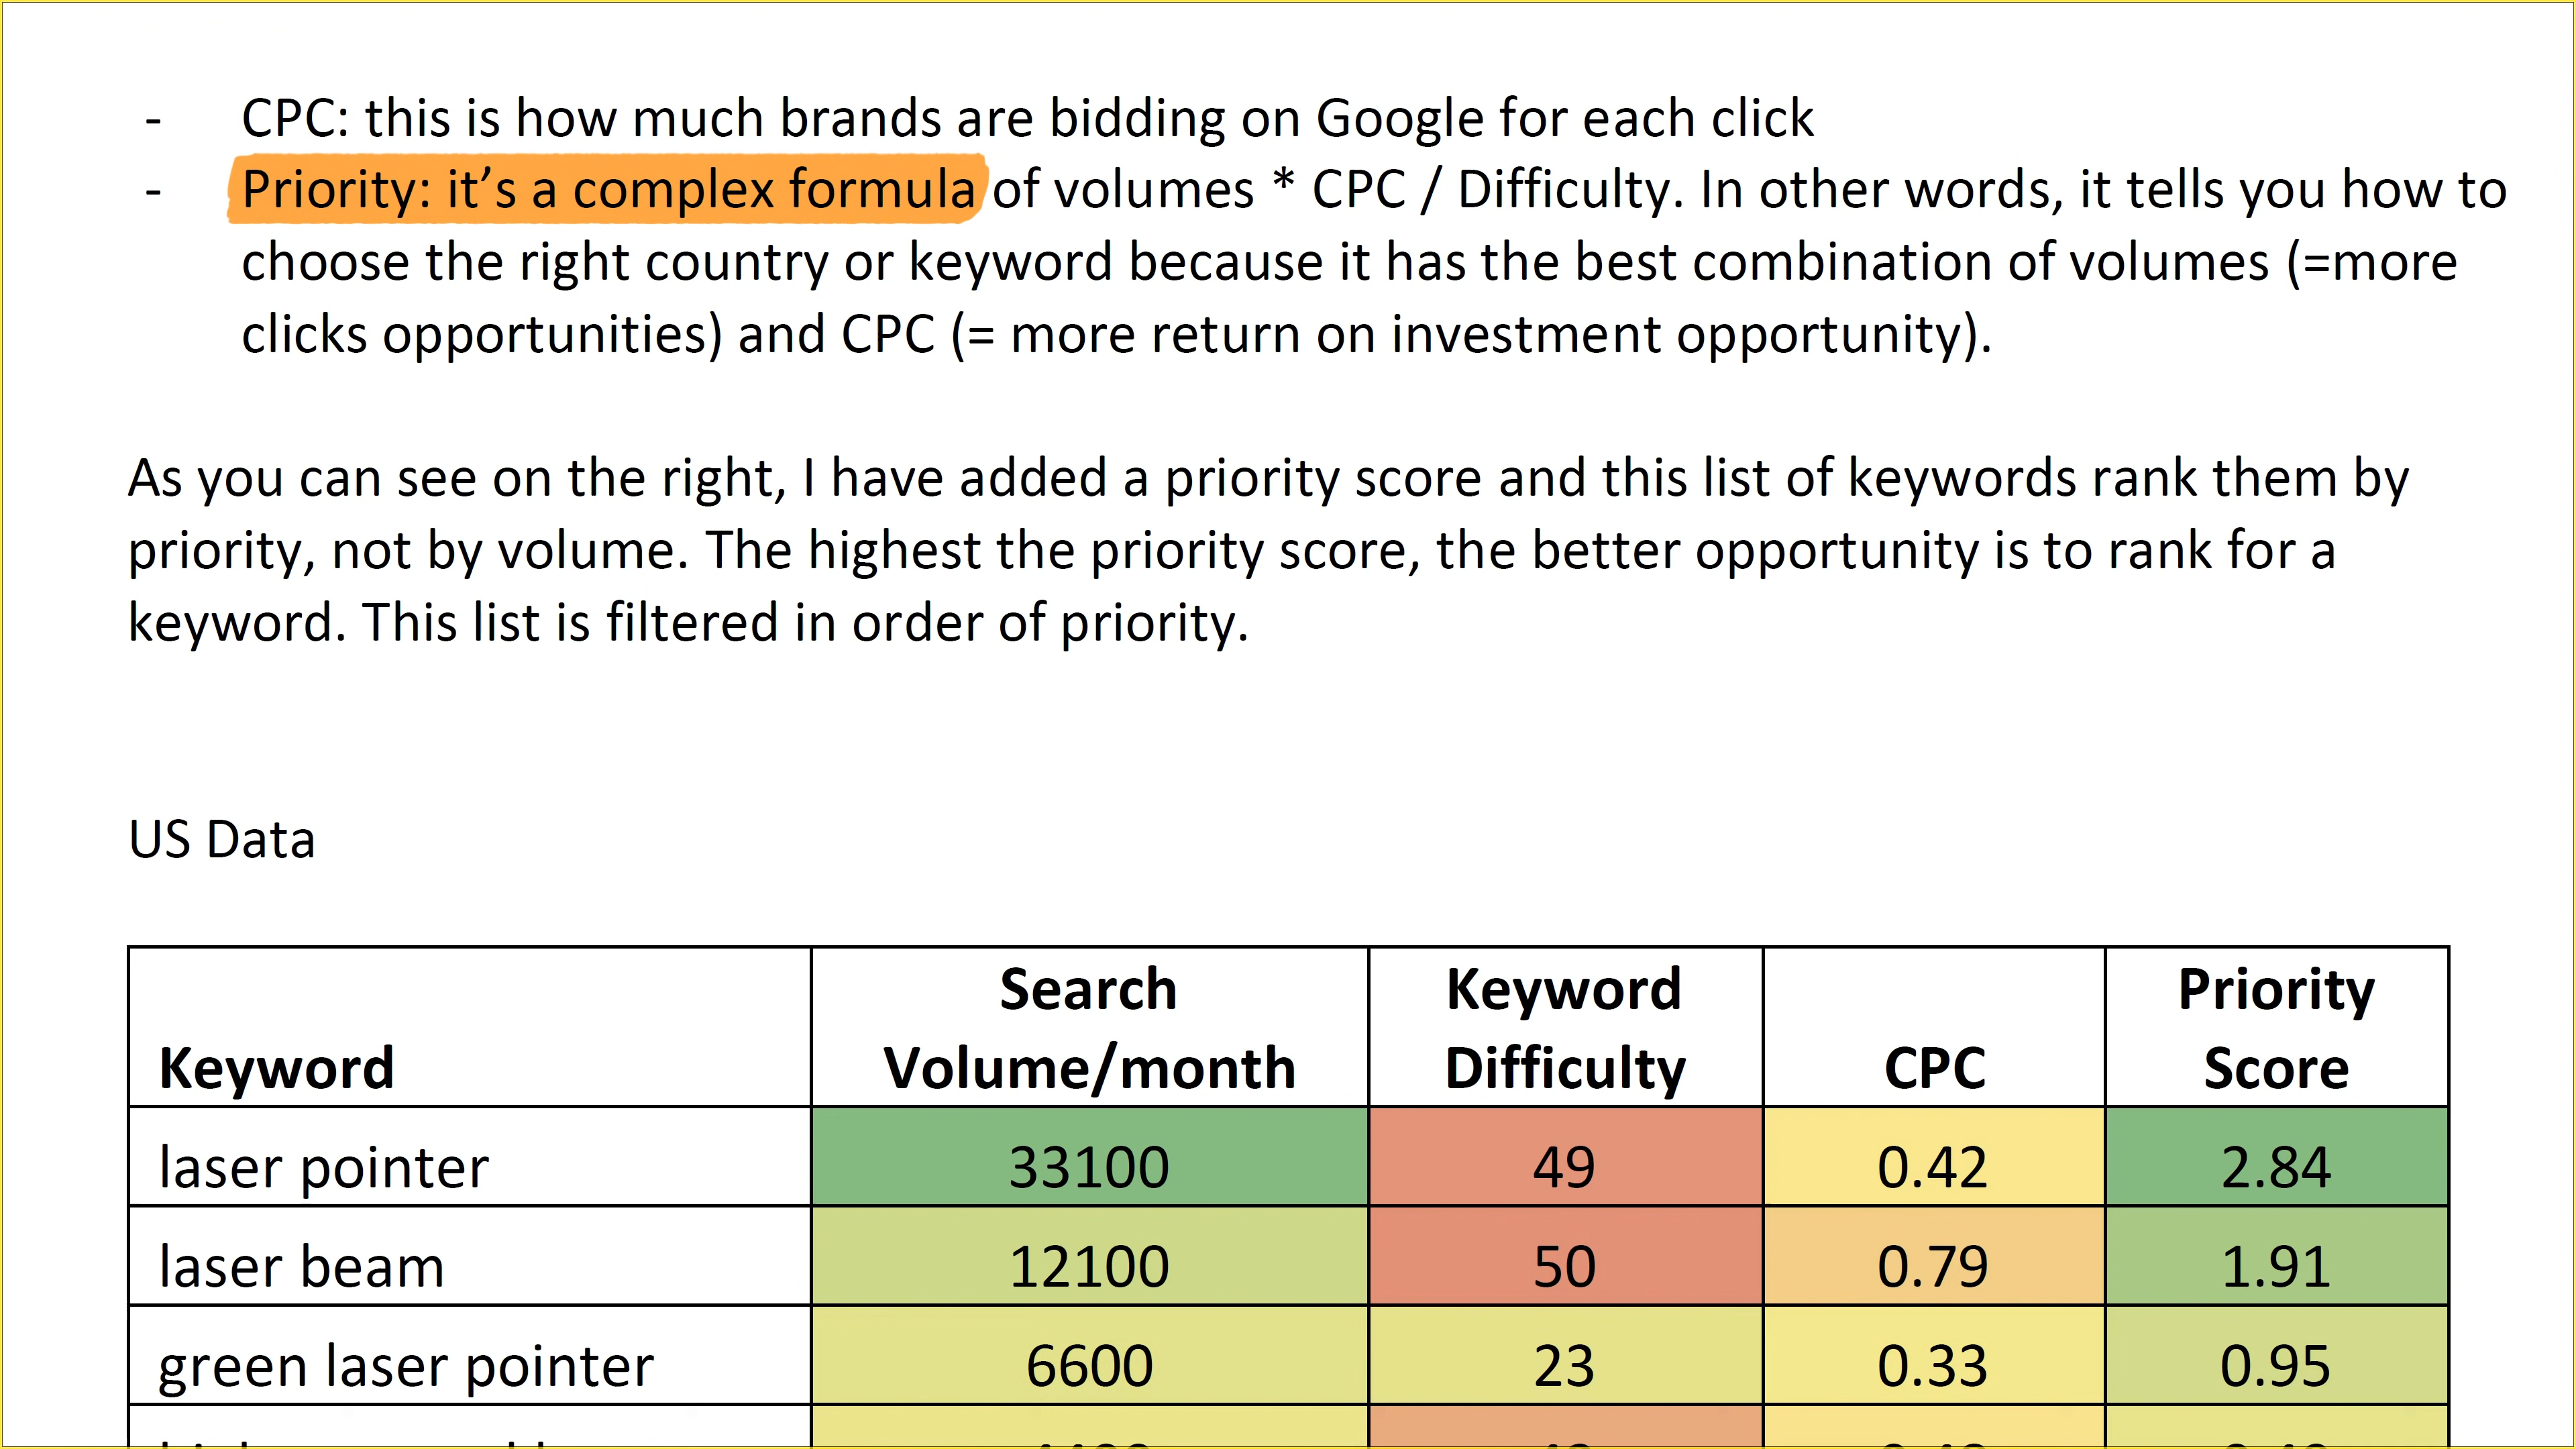 - CPC: this is how much brands are bidding on Google for each click
- Priority: it’s a complex formula of volumes * CPC / Difficulty. In other words, it tells you how to
choose the right country or keyword because it has the best combination of volumes (=more
clicks opportunities) and CPC (= more return on investment opportunity).
As you can see on the right, I have added a priority score and this list of keywords rank them by
priority, not by volume. The highest the priority score, the better opportunity is to rank for a
keyword. This list is filtered in order of priority.
US Data
Keyword Search Volume/month Keyword Difficulty CPC Priority Score
laser pointer 33100 49 0.42 2.84
laser beam 12100 50 0.79 1.91
green laser pointer 6600 23 0.33 0.95